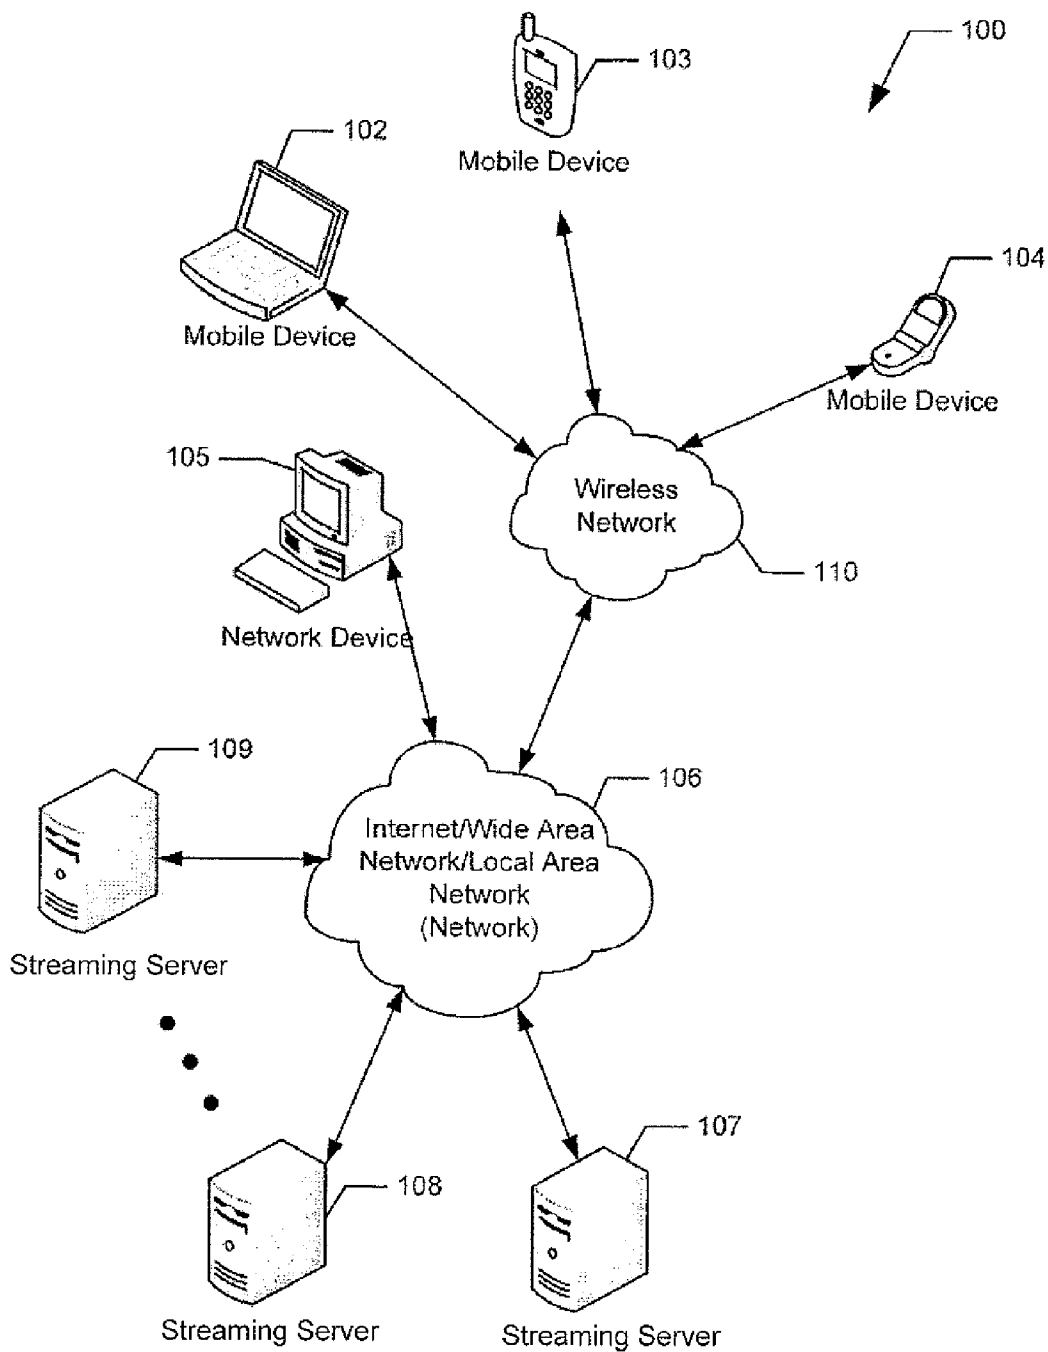 100
103
Mobile Device
102
Mobile Device
104
Mobile Device
105
Network Device
Wireless
Network
110
109
Streaming Server
106
Internet/Wide Area
Network/Local Area
Network
(Network)
108
Streaming Server
107
Streaming Server